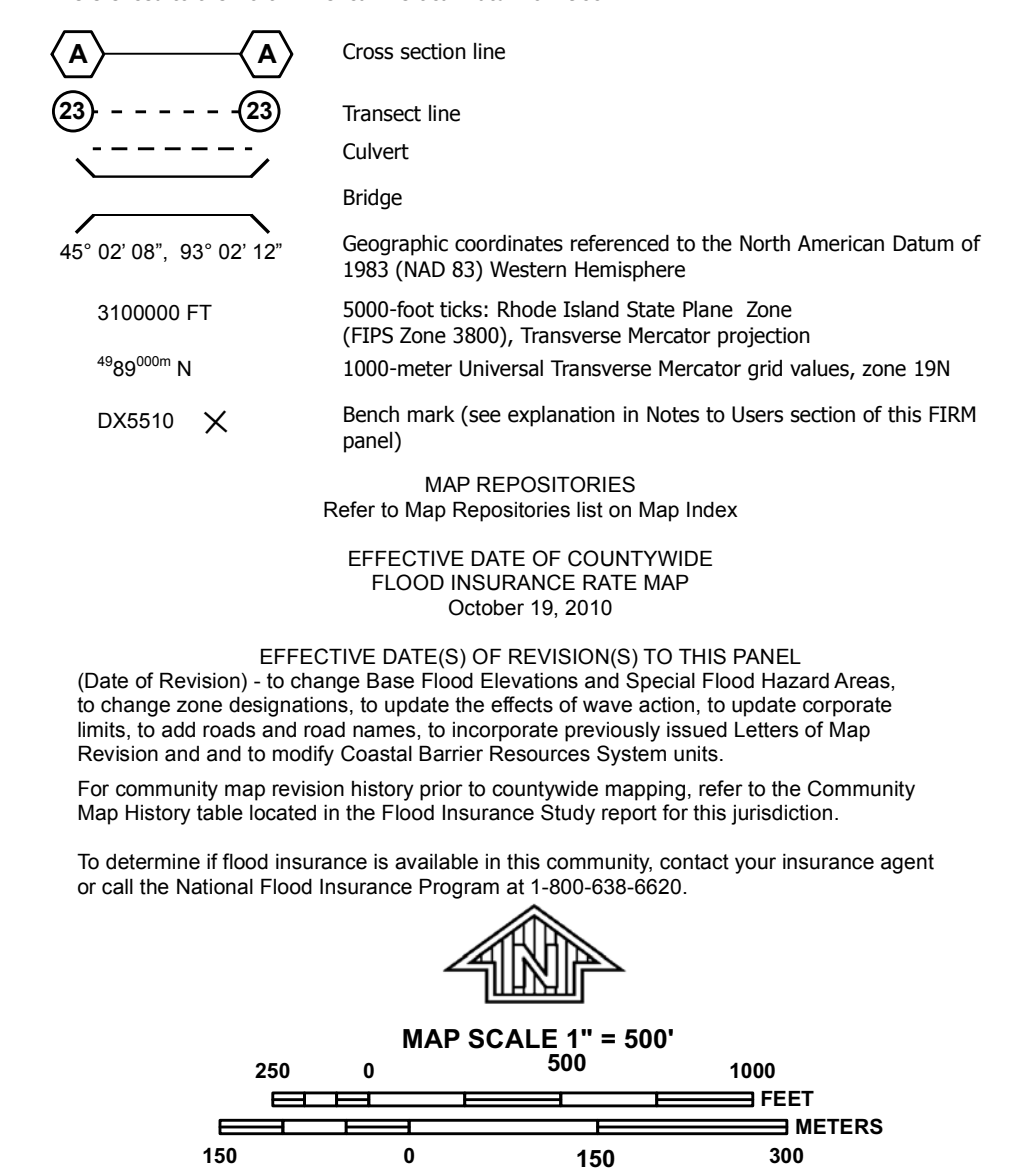 A A Cross section line
23 23 Transect line
Culvert
Bridge
45° 02’ 08”, 93° 02’ 12” Geographic coordinates referenced to the North American Datum of
1983 (NAD 83) Western Hemisphere
3100000 FT 5000-foot ticks: Rhode Island State Plane Zone
(FIPS Zone 3800), Transverse Mercator projection
4989000m N 1000-meter Universal Transverse Mercator grid values, zone 19N
DX5510 Bench mark (see explanation in Notes to Users section of this FIRM
panel)
MAP REPOSITORIES
Refer to Map Repositories list on Map Index
EFFECTIVE DATE OF COUNTYWIDE
FLOOD INSURANCE RATE MAP
October 19, 2010
EFFECTIVE DATE(S) OF REVISION(S) TO THIS PANEL
(Date of Revision) - to change Base Flood Elevations and Special Flood Hazard Areas,
to change zone designations, to update the effects of wave action, to update corporate
limits, to add roads and road names, to incorporate previously issued Letters of Map
Revision and and to modify Coastal Barrier Resources System units.
For community map revision history prior to countywide mapping, refer to the Community
Map History table located in the Flood Insurance Study report for this jurisdiction.
To determine if flood insurance is available in this community, contact your insurance agent
or call the National Flood Insurance Program at 1-800-638-6620.
N
MAP SCALE 1" = 500'
250 0 500 1000
FEET
METERS
150 0 150 300